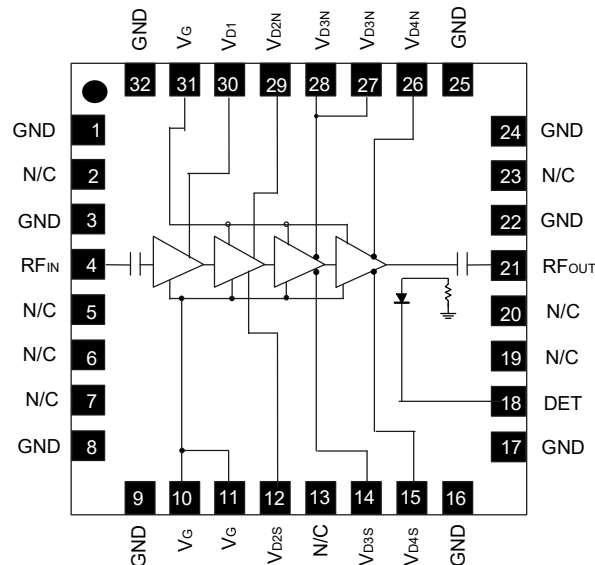 GND VG VD1 VD2N VD3N VD3N VD4N GND
32 31 30 29 28 27 26 25
GND 1 24 GND
N/C 2 23 N/C
GND 3 22 GND
RFIN 4 21 RFOUT
N/C 5 20 N/C
N/C 6 19 N/C
N/C 7 18 DET
GND 8 17 GND
9 10 11 12 13 14 15 16
GND VG VG VD2S N/C VD3S VD4S GND